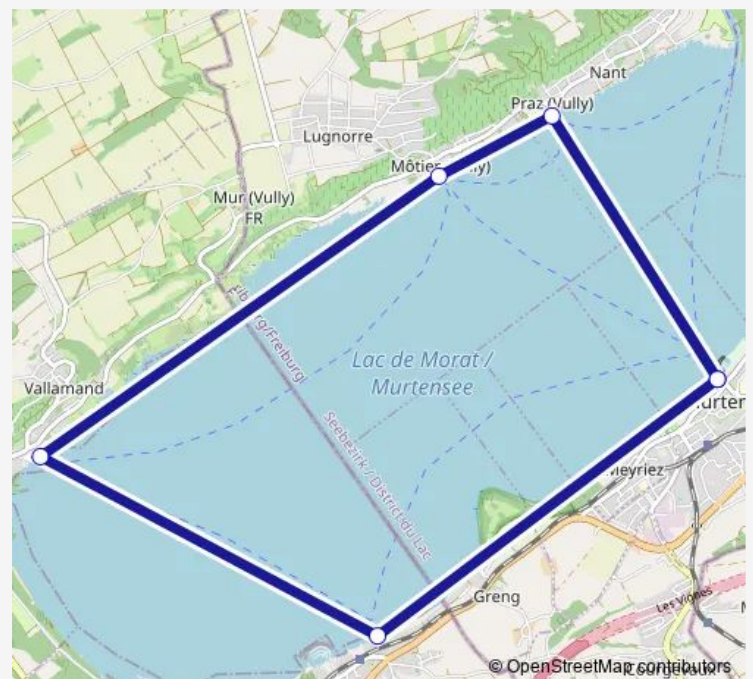 Nant
Praz (Vully)
Lugnorre
Môtier
Mur (Vully)
FR
Lac de Morat /
Murtensee
Vallamand
Seebezirk / District du Lac
Meyriez
Greng
Les Vignes
© OpenStreetMap contributors